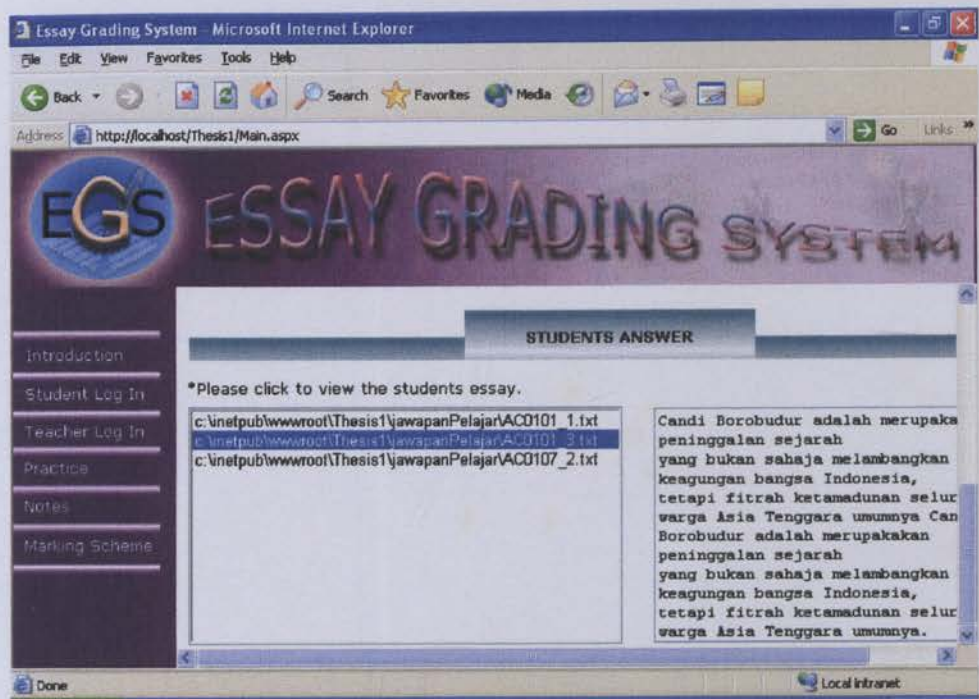 Essay Grading System - Microsoft Internet Explorer
File Edit View Favorites Tools Help
Back Search Favorites Media
Address http://localhost/Thesis1/Main.aspx Go Links »
EGS ESSAY GRADING SYSTEM
STUDENTS ANSWER
Introduction
Student Log In
Teacher Log In
Practice
Notes
Marking Scheme
*Please click to view the students essay.
c:\inetpub\wwwroot\Thesis1\jawapanPelajar\AC0101_1.txt
c:\inetpub\wwwroot\Thesis1\jawapanPelajar\AC0101_3.txt
c:\inetpub\wwwroot\Thesis1\jawapanPelajar\AC0107_2.txt
Candi Borobudur adalah merupaka
peninggalan sejarah
yang bukan sahaja melambangkan
keagungan bangsa Indonesia,
tetapi fitrah ketamadunan selur
warga Asia Tenggara umumnya Can
Borobudur adalah merupakakan
peninggalan sejarah
yang bukan sahaja melambangkan
keagungan bangsa Indonesia,
tetapi fitrah ketamadunan selur
warga Asia Tenggara umumnya.
Done Local intranet